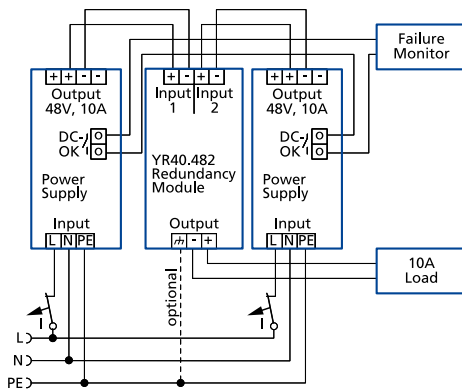 + + - -
+ - + -
+ + - -
Failure
Monitor
Output
48V, 10A
Input Input
1 2
Output
48V, 10A
DC-
OK
DC-
OK
YR40.482
Redundancy
Module
Power
Supply
Power
Supply
Input
L N PE
Output
- +
Input
L N PE
10A
Load
optional
I
I
L
N
PE